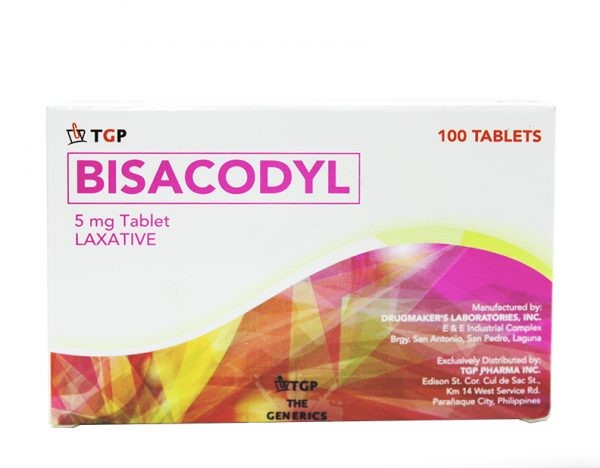 TGP
100 TABLETS
BISACODYL
5 mg Tablet
LAXATIVE
Manufactured by:
DRUGMAKER'S LABORATORIES, INC.
E & E Industrial Complex
Brgy. San Antonio, San Pedro, Laguna
Exclusively Distributed by:
TGP PHARMA INC.
Edison St. Cor. Cul de Sac St.,
Km 14 West Service Rd.
Parañaque City, Philippines
TGP
THE
GENERICS